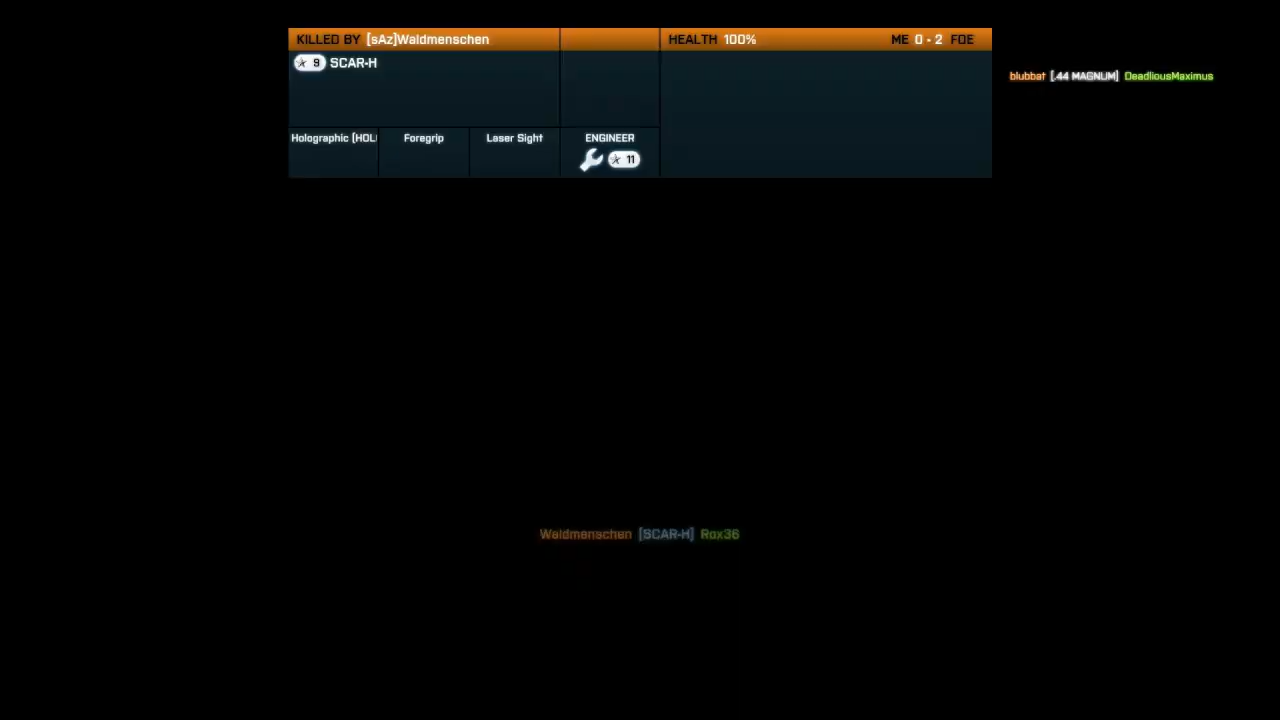 KILLED BY [sAz]Waldmenschen HEALTH 100% ME 0 - 2 FOE
9 SCAR-H
blubbat [.44 MAGNUM] DeadliousMaximus
Holographic (HOL Foregrip Laser Sight ENGINEER
11
Waldmenschen [SCAR-H] Rox36